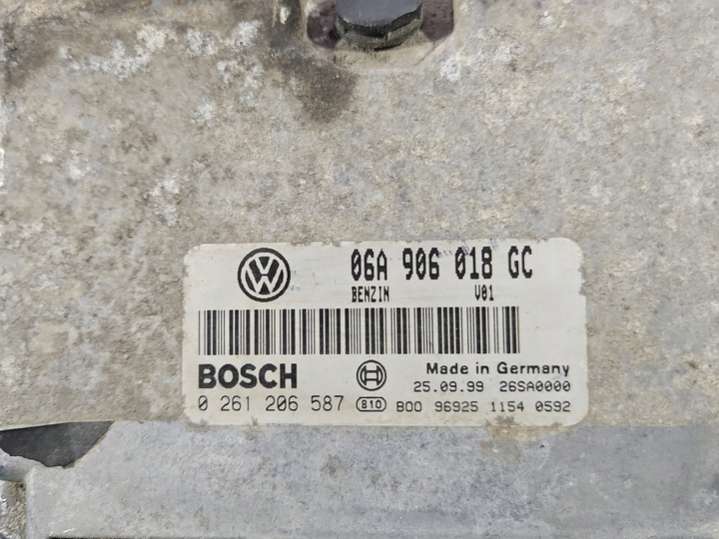 06A 906 018 GC
BENZIN V01
BOSCH Made in Germany
25.09.99 26SA0000
0 261 206 587 810 B00 96925 1154 0592